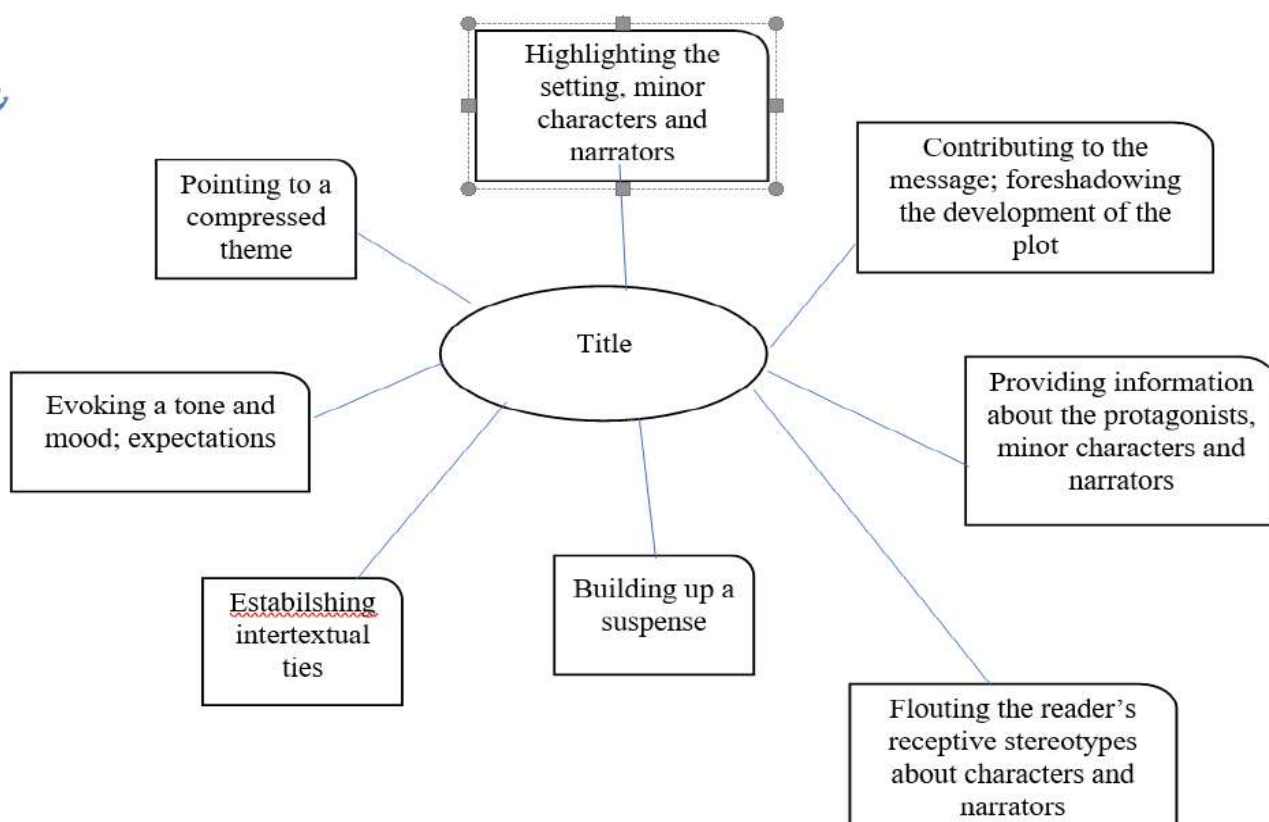 Highlighting the
setting, minor
characters and
narrators
Contributing to the
message; foreshadowing
the development of the
plot
Pointing to a
compressed
theme
Title
Providing information
about the protagonists,
minor characters and
narrators
Evoking a tone and
mood; expectations
Building up a
suspense
Estabilshing
intertextual
ties
Flouting the reader’s
receptive stereotypes
about characters and
narrators